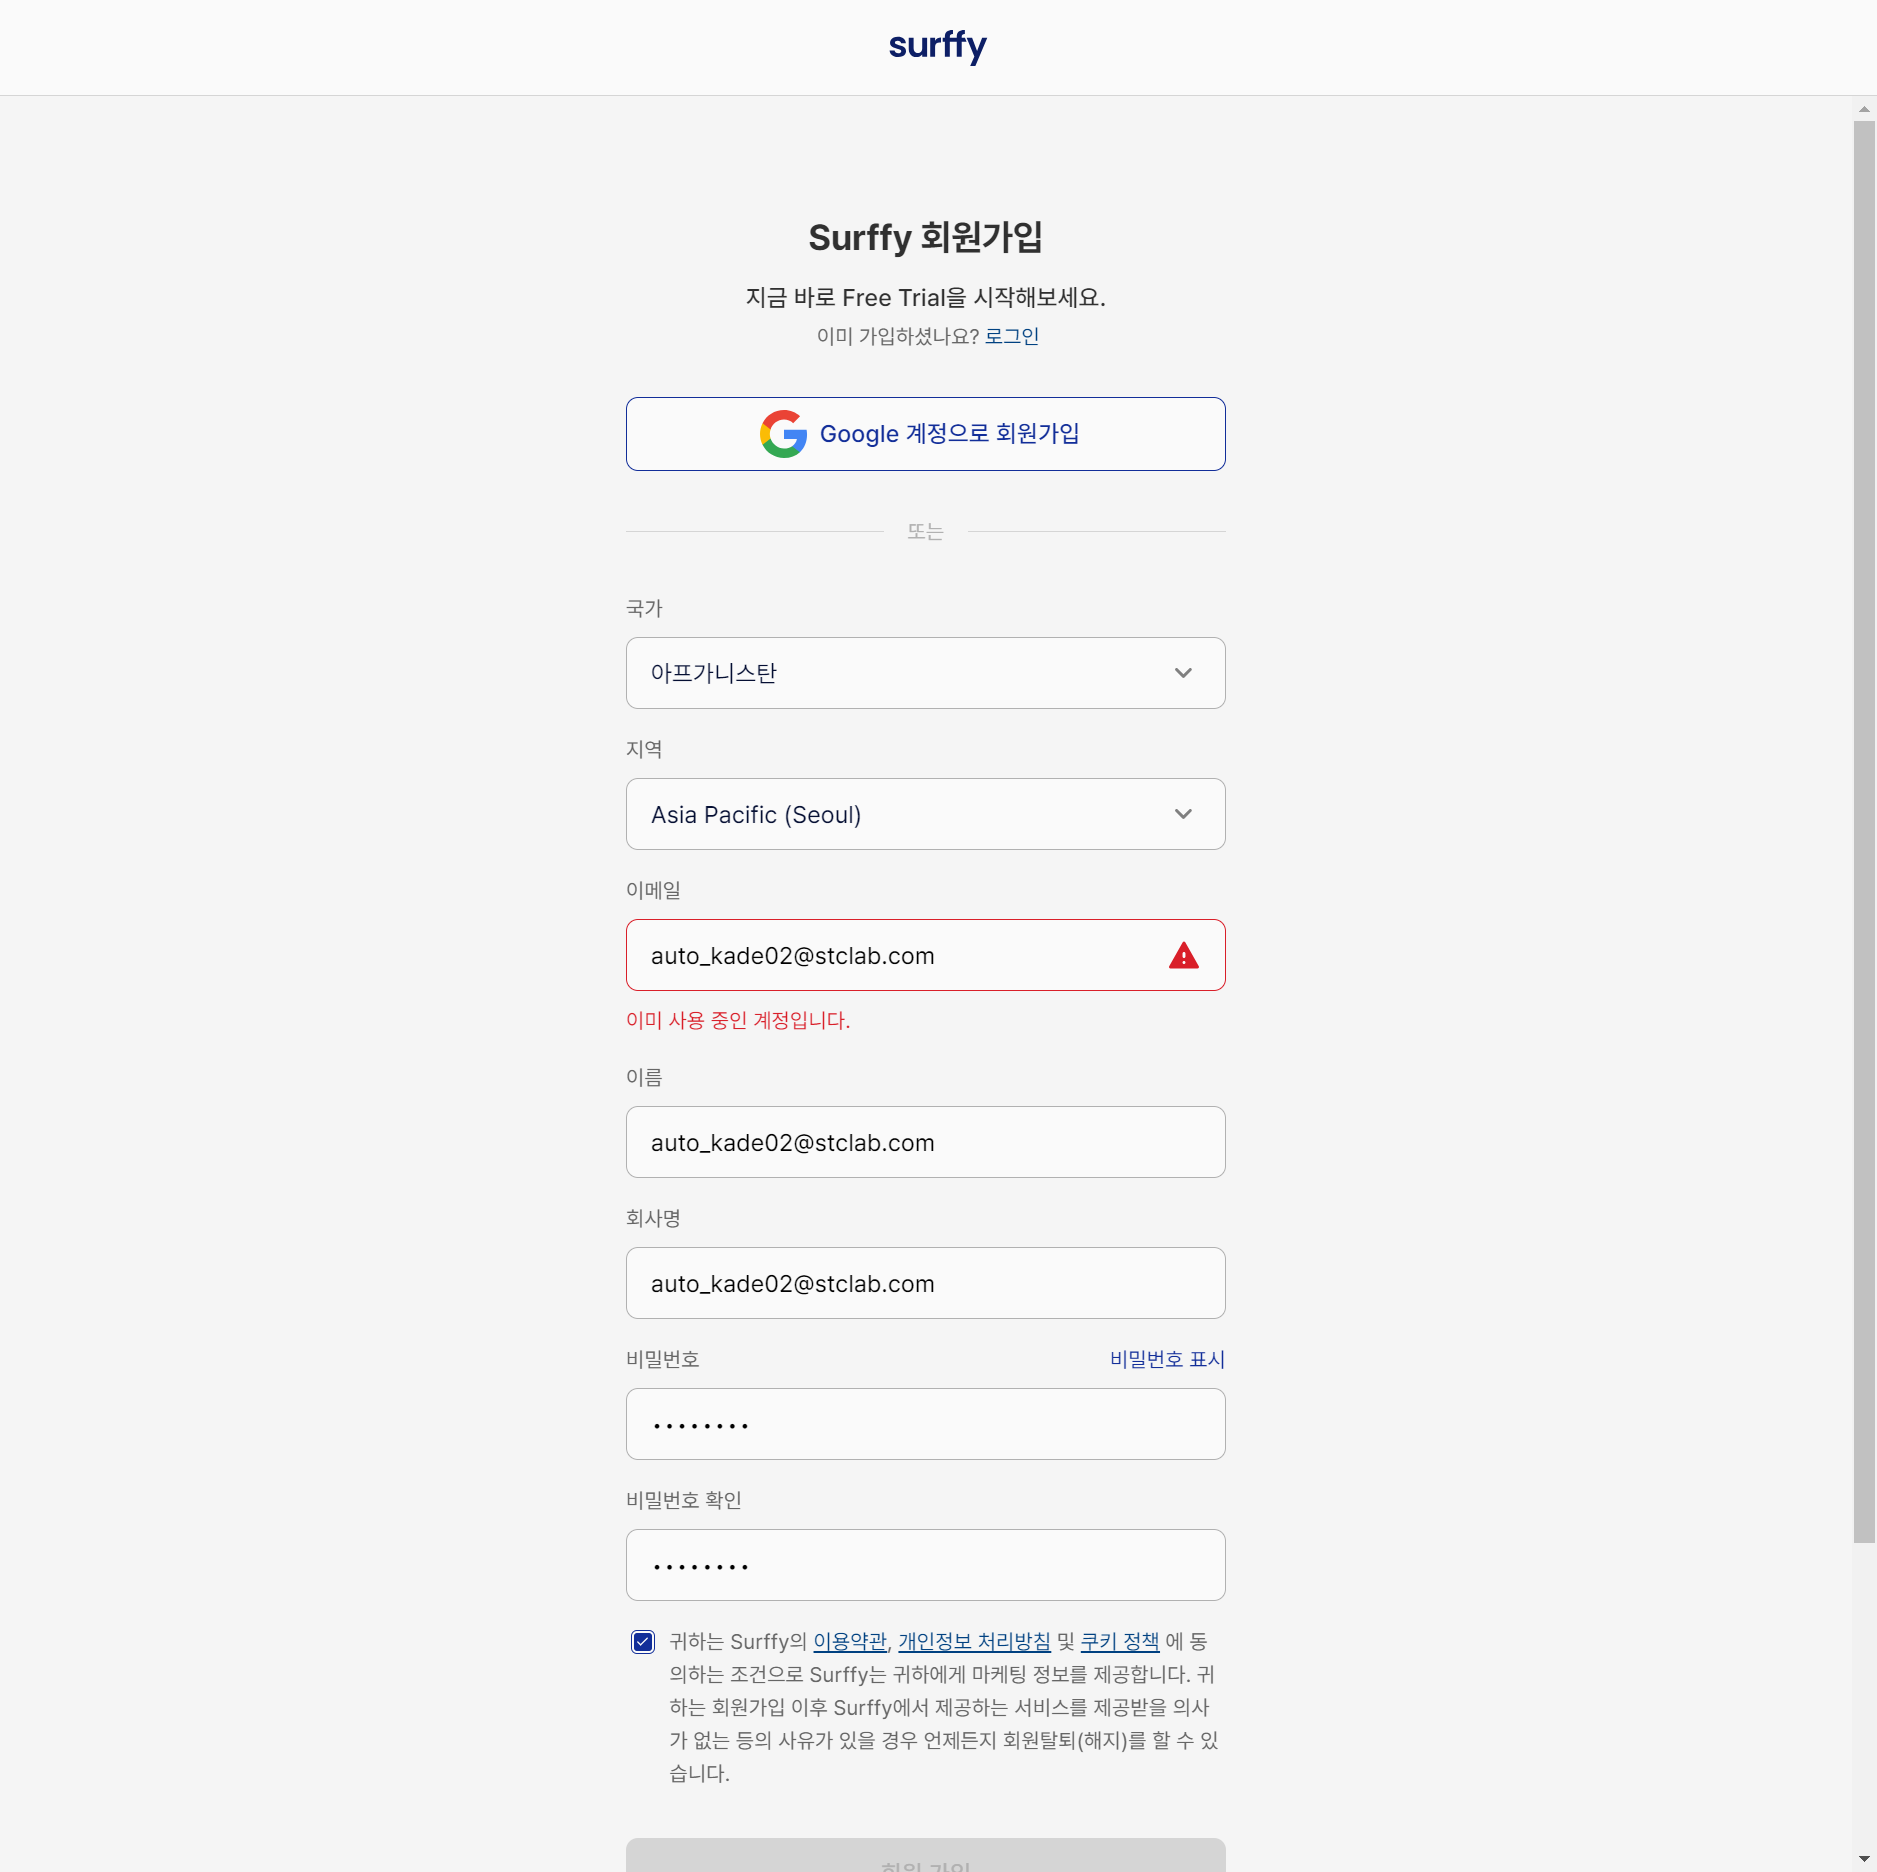 surffy
Surffy 회원가입
지금 바로 Free Trial을 시작해보세요.
이미 가입하셨나요? 로그인
Google 계정으로 회원가입
또는
국가
아프가니스탄
지역
Asia Pacific (Seoul)
이메일
auto_kade02@stclab.com
이미 사용 중인 계정입니다.
이름
auto_kade02@stclab.com
회사명
auto_kade02@stclab.com
비밀번호 비밀번호 표시
••••••••
비밀번호 확인
••••••••
귀하는 Surffy의 이용약관, 개인정보 처리방침 및 쿠키 정책 에 동
의하는 조건으로 Surffy는 귀하에게 마케팅 정보를 제공합니다. 귀
하는 회원가입 이후 Surffy에서 제공하는 서비스를 제공받을 의사
가 없는 등의 사유가 있을 경우 언제든지 회원탈퇴(해지)를 할 수 있
습니다.
회원 가입